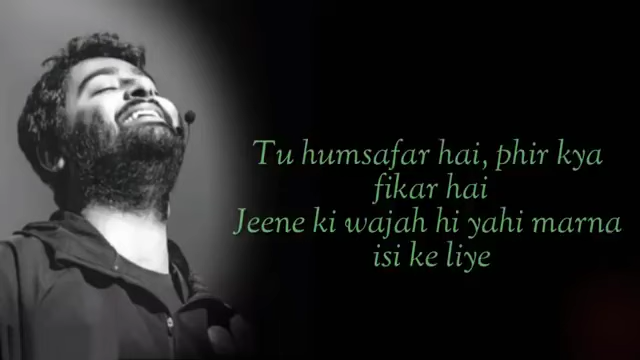 Tu humsafar hai, phir kya
fikar hai
Jeene ki wajah hi yahi marna
isi ke liye